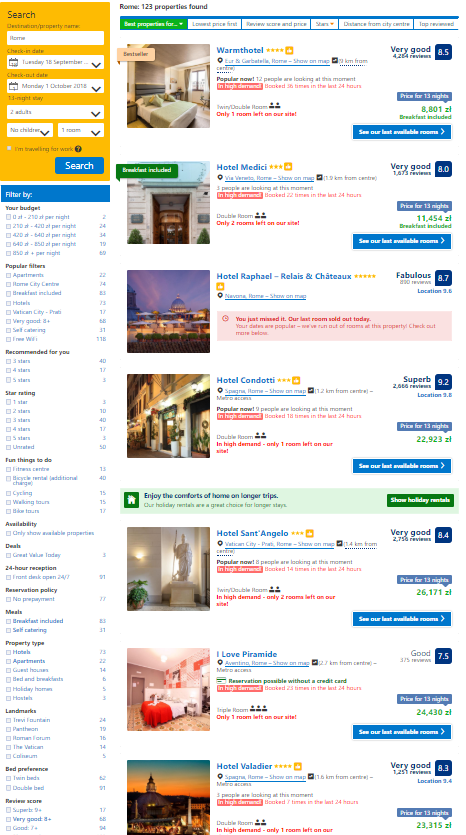 Rome: 123 properties found
Search
Destination/property name:
Rome
Check-in date
Tuesday 18 September ...
Check-out date
Monday 1 October 2018
13-night stay
2 adults
No children
1 room
I'm travelling for work
Search
Filter by:
Your budget
0 zł - 210 zł per night 2
210 zł - 420 zł per night 24
420 zł - 640 zł per night 34
640 zł - 850 zł per night 19
850 zł + per night 69
Popular filters
Apartments 22
Rome City Centre 74
Breakfast included 83
Hotels 73
Vatican City - Prati 17
Very good: 8+ 68
Self catering 31
Free WiFi 118
Recommended for you
3 stars 40
4 stars 17
5 stars 3
Star rating
1 star 3
2 stars 10
3 stars 40
4 stars 17
5 stars 3
Unrated 50
Fun things to do
Fitness centre 13
Bicycle rental (additional charge) 40
Cycling 15
Walking tours 15
Bike tours 17
Availability
Only show available properties
Deals
Great Value Today 3
24-hour reception
Front desk open 24/7 91
Reservation policy
No prepayment 77
Meals
Breakfast included 83
Self catering 31
Property type
Hotels 73
Apartments 22
Guest houses 14
Bed and breakfasts 6
Holiday homes 5
Hostels 3
Landmarks
Trevi Fountain 24
Pantheon 19
Roman Forum 16
The Vatican 14
Coliseum 5
Bed preference
Twin beds 62
Double bed 91
Review score
Superb: 9+ 17
Very good: 8+ 68
Good: 7+ 94
Best properties for...
Lowest price first
Review score and price
Stars
Distance from city centre
Top reviewed
Bestseller
Warmthotel
Eur & Garbatella, Rome – Show on map (9 km from
centre)
Popular now! 12 people are looking at this moment
In high demand! Booked 36 times in the last 24 hours
Twin/Double Room
Only 1 room left on our site!
Very good 8.5
4,284 reviews
Price for 13 nights
8,801 zł
Breakfast included
See our last available rooms
Breakfast included
Hotel Medici
Via Veneto, Rome – Show on map (1.9 km from centre)
3 people are looking at this moment
In high demand! Booked 22 times in the last 24 hours
Double Room
Only 2 rooms left on our site!
Very good 8.0
1,673 reviews
Price for 13 nights
11,454 zł
Breakfast included
See our last available rooms
Hotel Raphael – Relais & Châteaux
Navona, Rome – Show on map
Fabulous 8.7
890 reviews
Location 9.6
You just missed it. Our last room sold out today.
Your dates are popular – we've run out of rooms at this property! Check out
more below.
Hotel Condotti
Spagna, Rome – Show on map (1.2 km from centre) –
Metro access
Popular now! 9 people are looking at this moment
In high demand! Booked 18 times in the last 24 hours
Double Room
In high demand - only 1 room left on our
site!
Superb 9.2
2,666 reviews
Location 9.8
Price for 13 nights
22,923 zł
See our last available rooms
Enjoy the comforts of home on longer trips.
Our holiday rentals are a great choice for longer stays.
Show holiday rentals
Hotel Sant'Angelo
Vatican City - Prati, Rome – Show on map (1.4 km from
centre)
Popular now! 8 people are looking at this moment
In high demand! Booked 14 times in the last 24 hours
Twin/Double Room
In high demand - only 2 rooms left on our
site!
Very good 8.4
2,756 reviews
Price for 13 nights
26,171 zł
See our last available rooms
I Love Piramide
Aventino, Rome – Show on map (2.7 km from centre) –
Metro access
Reservation possible without a credit card
In high demand! Booked 23 times in the last 24 hours
Triple Room
Only 1 room left on our site!
Good 7.5
375 reviews
Price for 13 nights
24,430 zł
See our last available rooms
Hotel Valadier
Spagna, Rome – Show on map (1.6 km from centre) –
Metro access
3 people are looking at this moment
In high demand! Booked 7 times in the last 24 hours
Double Room
In high demand - only 1 room left on our
Very good 8.3
1,251 reviews
Location 9.4
Price for 13 nights
23,315 zł